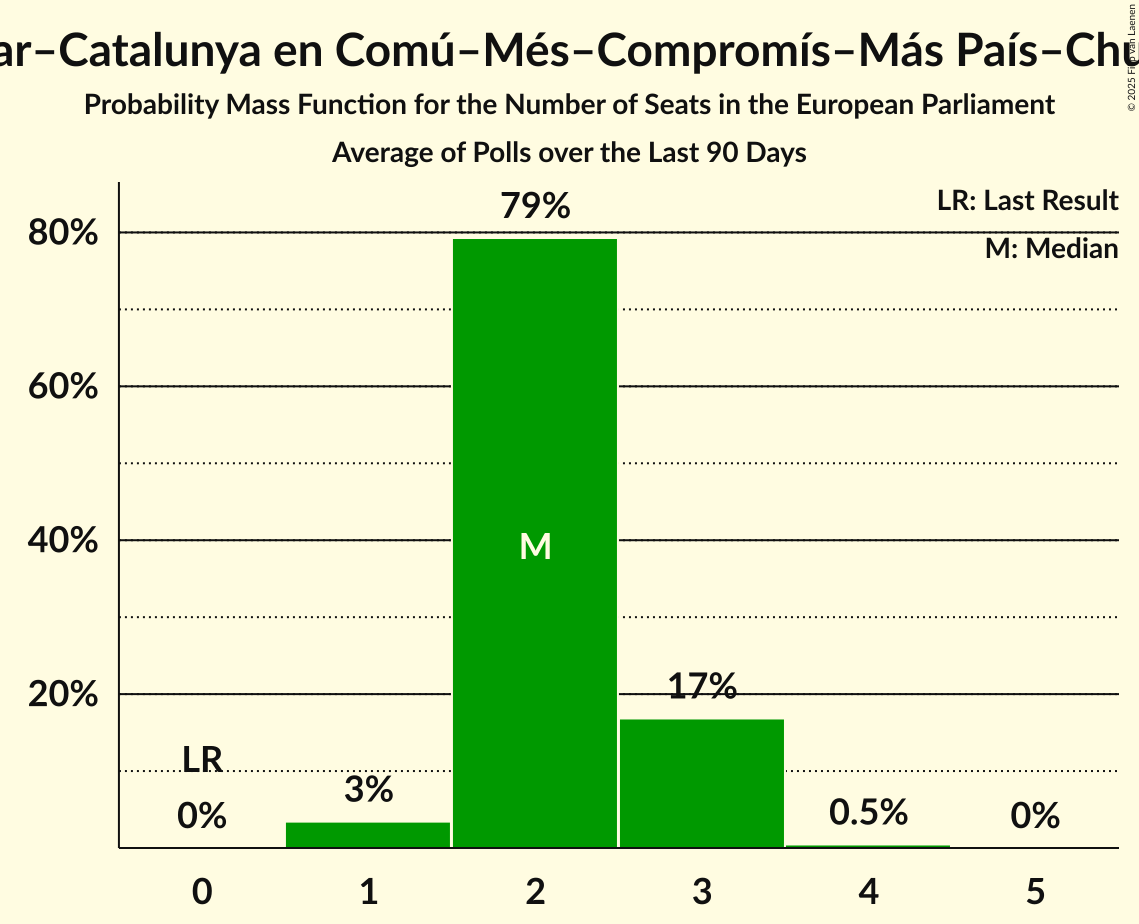 ar–Catalunya en Comú–Més–Compromís–Más País–Chu
Probability Mass Function for the Number of Seats in the European Parliament
Average of Polls over the Last 90 Days
© 2025 Filip van Laenen
LR: Last Result
M: Median
80%
60%
40%
20%
79%
M
17%
LR
0%
3%
0.5%
0%
0 1 2 3 4 5